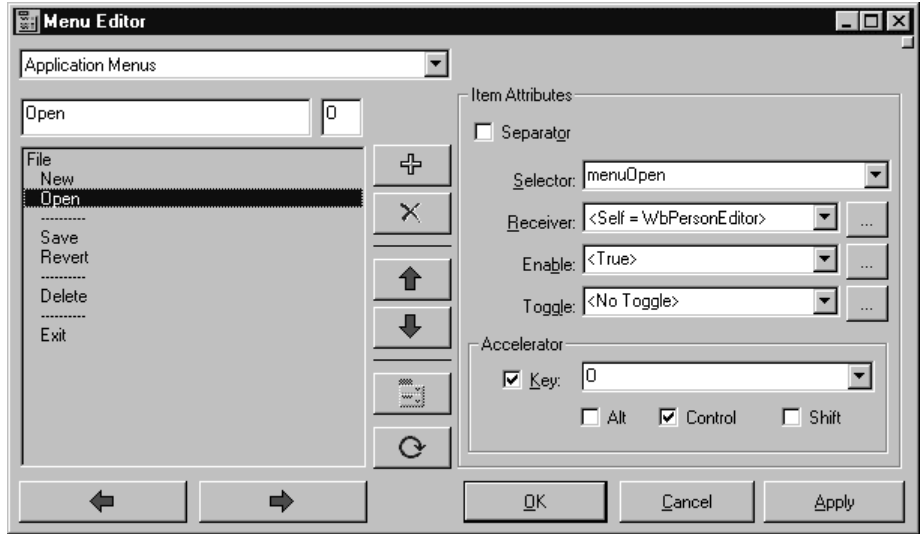 Menu Editor
Application Menus
Open O
File
New
Open
----------
Save
Revert
----------
Delete
----------
Exit
Item Attributes
Separator
Selector: menuOpen
Receiver: <Self = WbPersonEditor> ...
Enable: <True> ...
Toggle: <No Toggle> ...
Accelerator
Key: O
Alt Control Shift
OK Cancel Apply